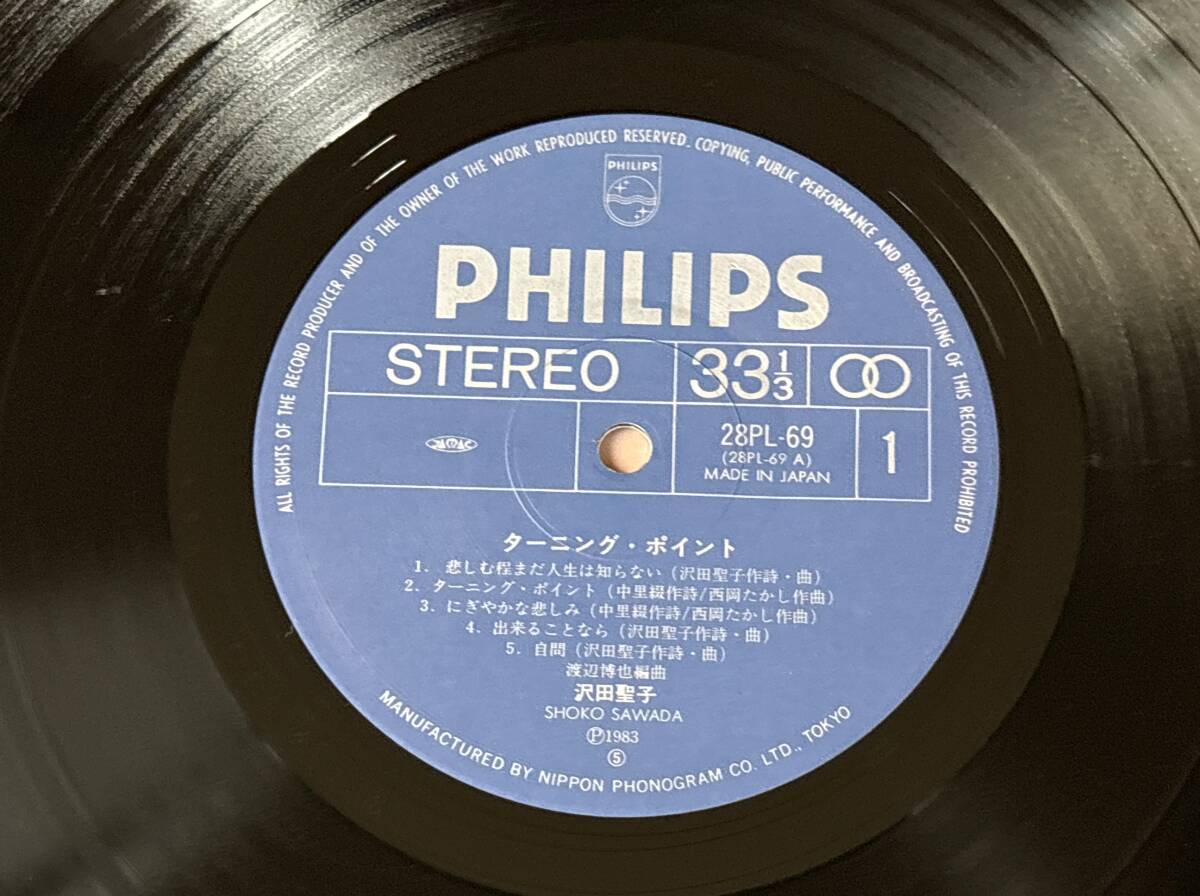 ALL RIGHTS OF THE RECORD PRODUCER AND OF THE OWNER OF THE WORK REPRODUCED RESERVED. COPYING, PUBLIC PERFORMANCE AND BROADCASTING OF THIS RECORD PROHIBITED
PHILIPS
PHILIPS
STEREO
33 1/3
JASRAC
28PL-69
(28PL-69 A)
MADE IN JAPAN
1
ターニング・ポイント
1. 悲しむ程まだ人生は知らない (沢田聖子作詩・曲)
2. ターニング・ポイント (中里綴作詩/西岡たかし作曲)
3. にぎやかな悲しみ (中里綴作詩/西岡たかし作曲)
4. 出来ることなら (沢田聖子作詩・曲)
5. 自問 (沢田聖子作詩・曲)
渡辺博也編曲
沢田聖子
SHOKO SAWADA
Ⓟ1983
⑤
MANUFACTURED BY NIPPON PHONOGRAM CO. LTD., TOKYO